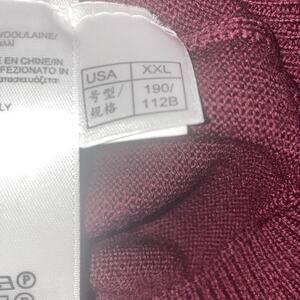 WOOL/LAINE/
E EN CHINE/IN
FEZIONATO IN
LY
USA XXL
号型/ 190/
规格 112B
P